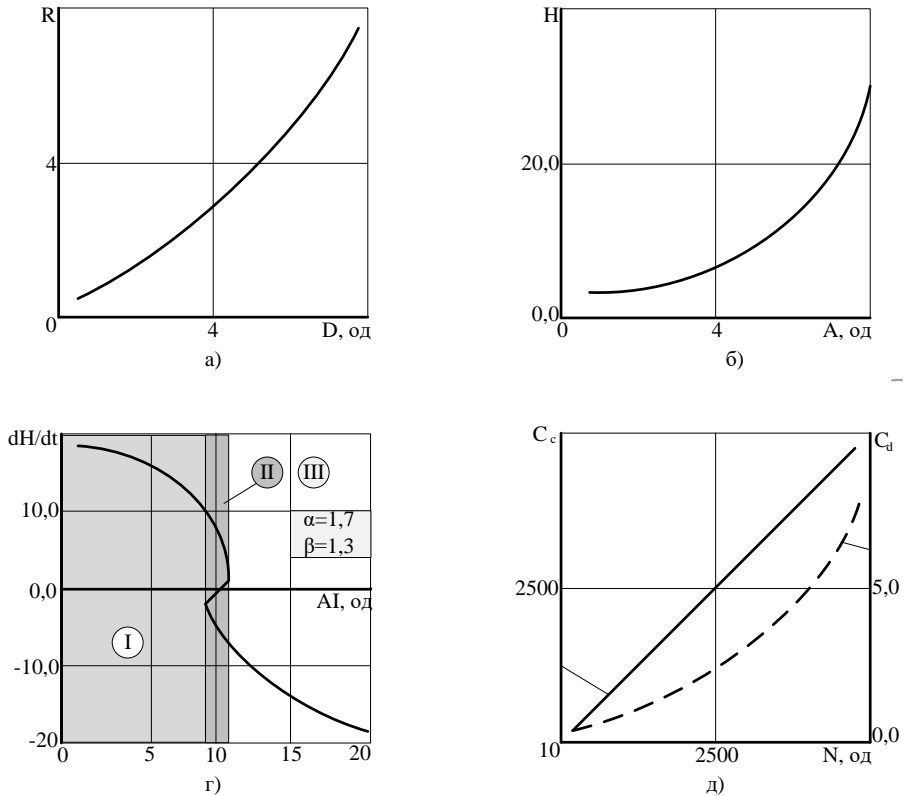 R
4
0
4
D, од
а)
H
20,0
0,0
0
4
A, од
б)
dH/dt
10,0
0,0
-10,0
-20
II
III
α=1,7
β=1,3
AI, од
I
0
5
10
15
20
г)
C c
C d
2500
5,0
0,0
10
2500
N, од
д)